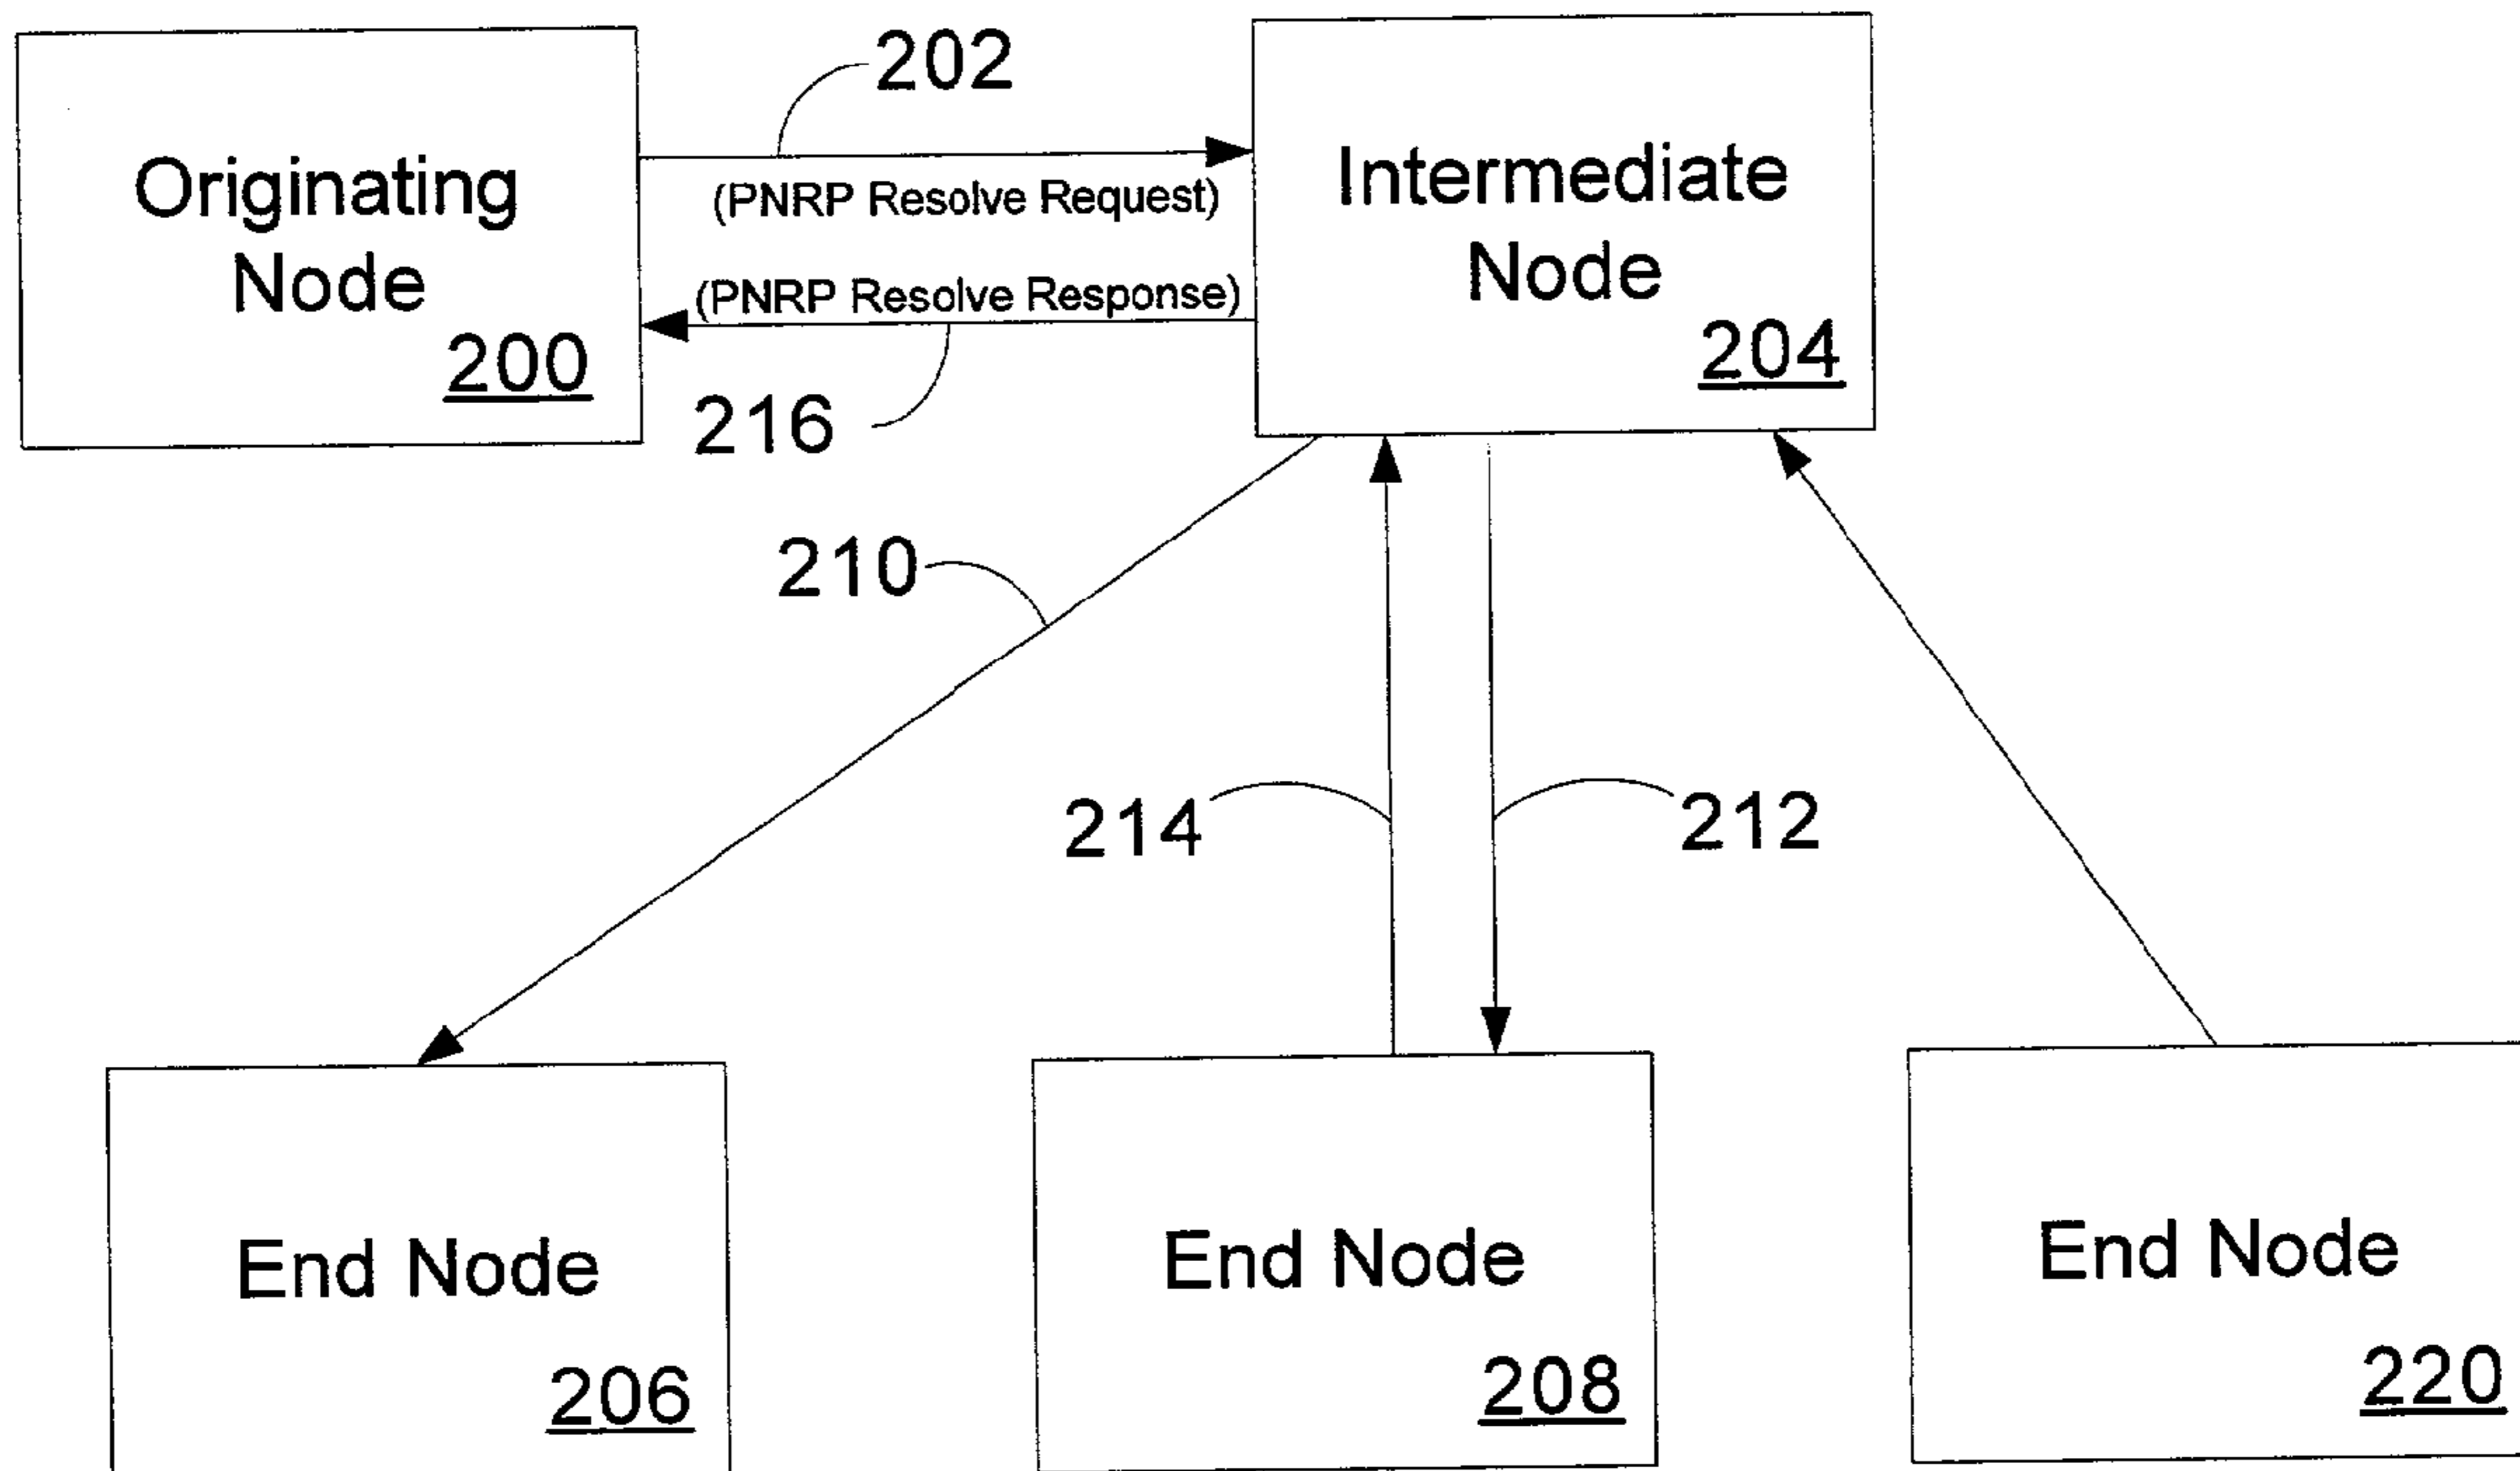 202
Originating
Node
200
(PNRP Resolve Request)
(PNRP Resolve Response)
216
Intermediate
Node
204
210
214
212
End Node
206
End Node
208
End Node
220